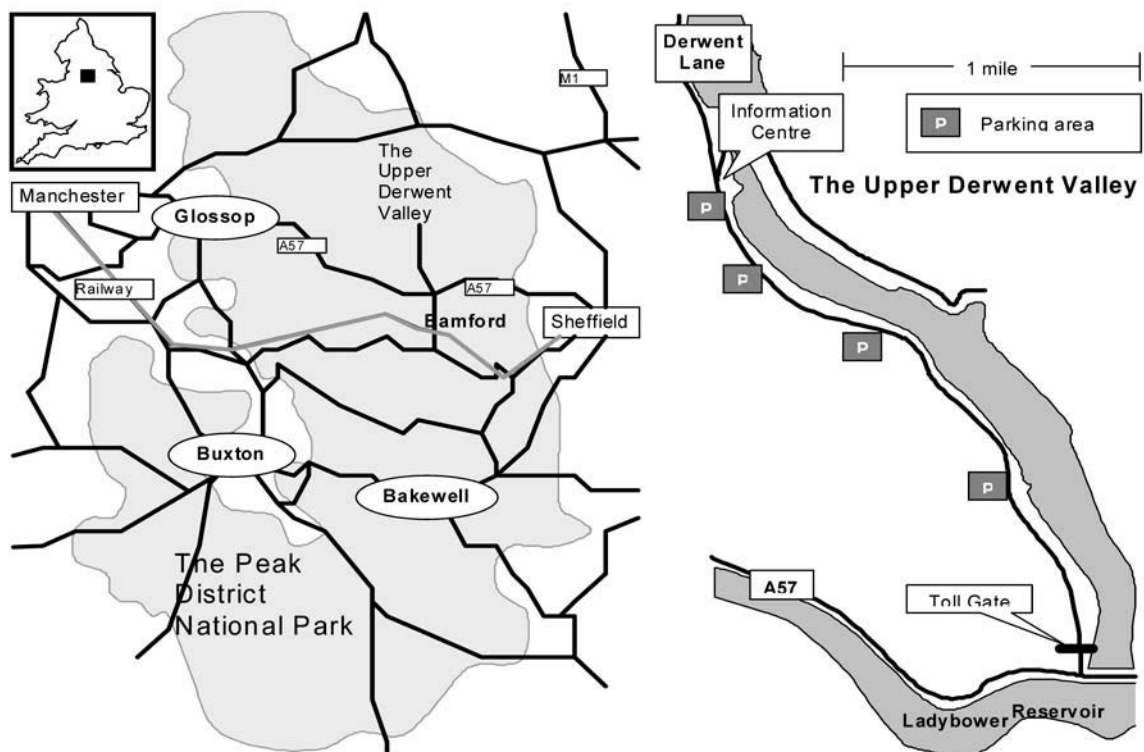 M1
The
Upper
Derwent
Valley
Manchester
Glossop
A57
Railway
A57
Bamford
Sheffield
Buxton
Bakewell
The Peak
District
National Park
Derwent
Lane
1 mile
Information
Centre
P Parking area
The Upper Derwent Valley
P
P
P
P
A57
Toll Gate
Ladybower Reservoir